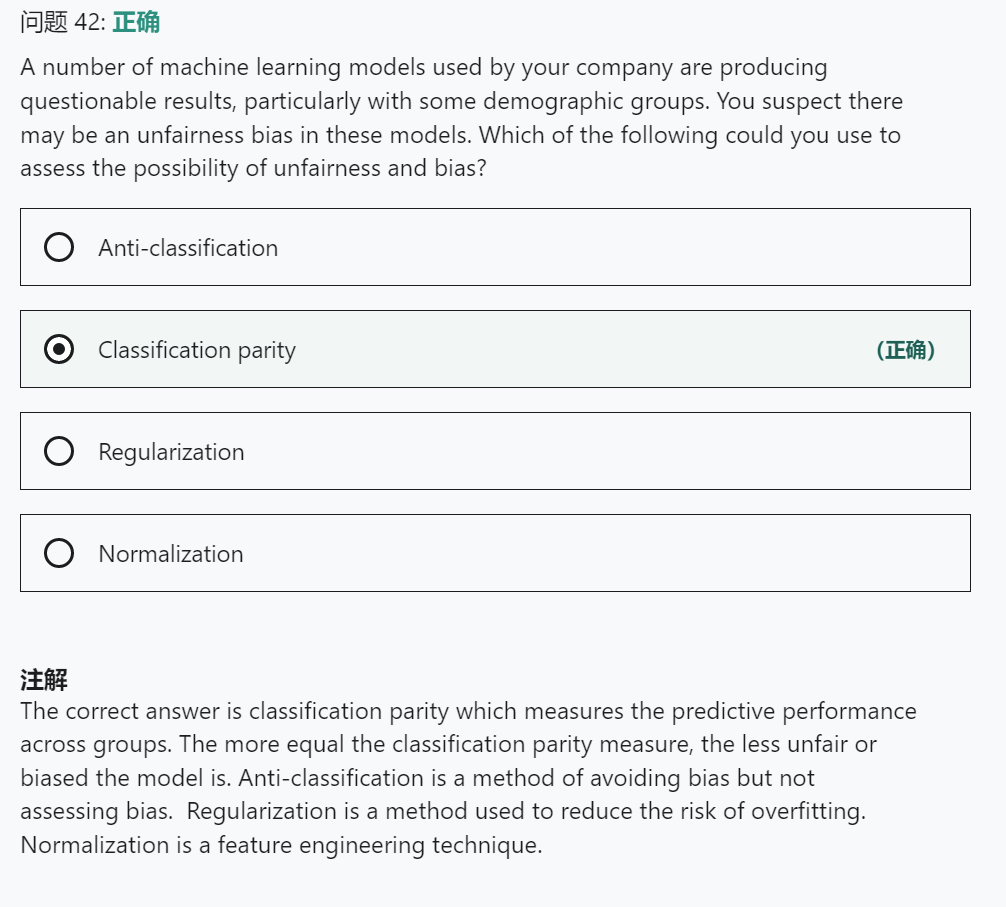 问题 42: 正确
A number of machine learning models used by your company are producing
questionable results, particularly with some demographic groups. You suspect there
may be an unfairness bias in these models. Which of the following could you use to
assess the possibility of unfairness and bias?
Anti-classification
Classification parity (正确)
Regularization
Normalization
注解
The correct answer is classification parity which measures the predictive performance
across groups. The more equal the classification parity measure, the less unfair or
biased the model is. Anti-classification is a method of avoiding bias but not
assessing bias.  Regularization is a method used to reduce the risk of overfitting.
Normalization is a feature engineering technique.